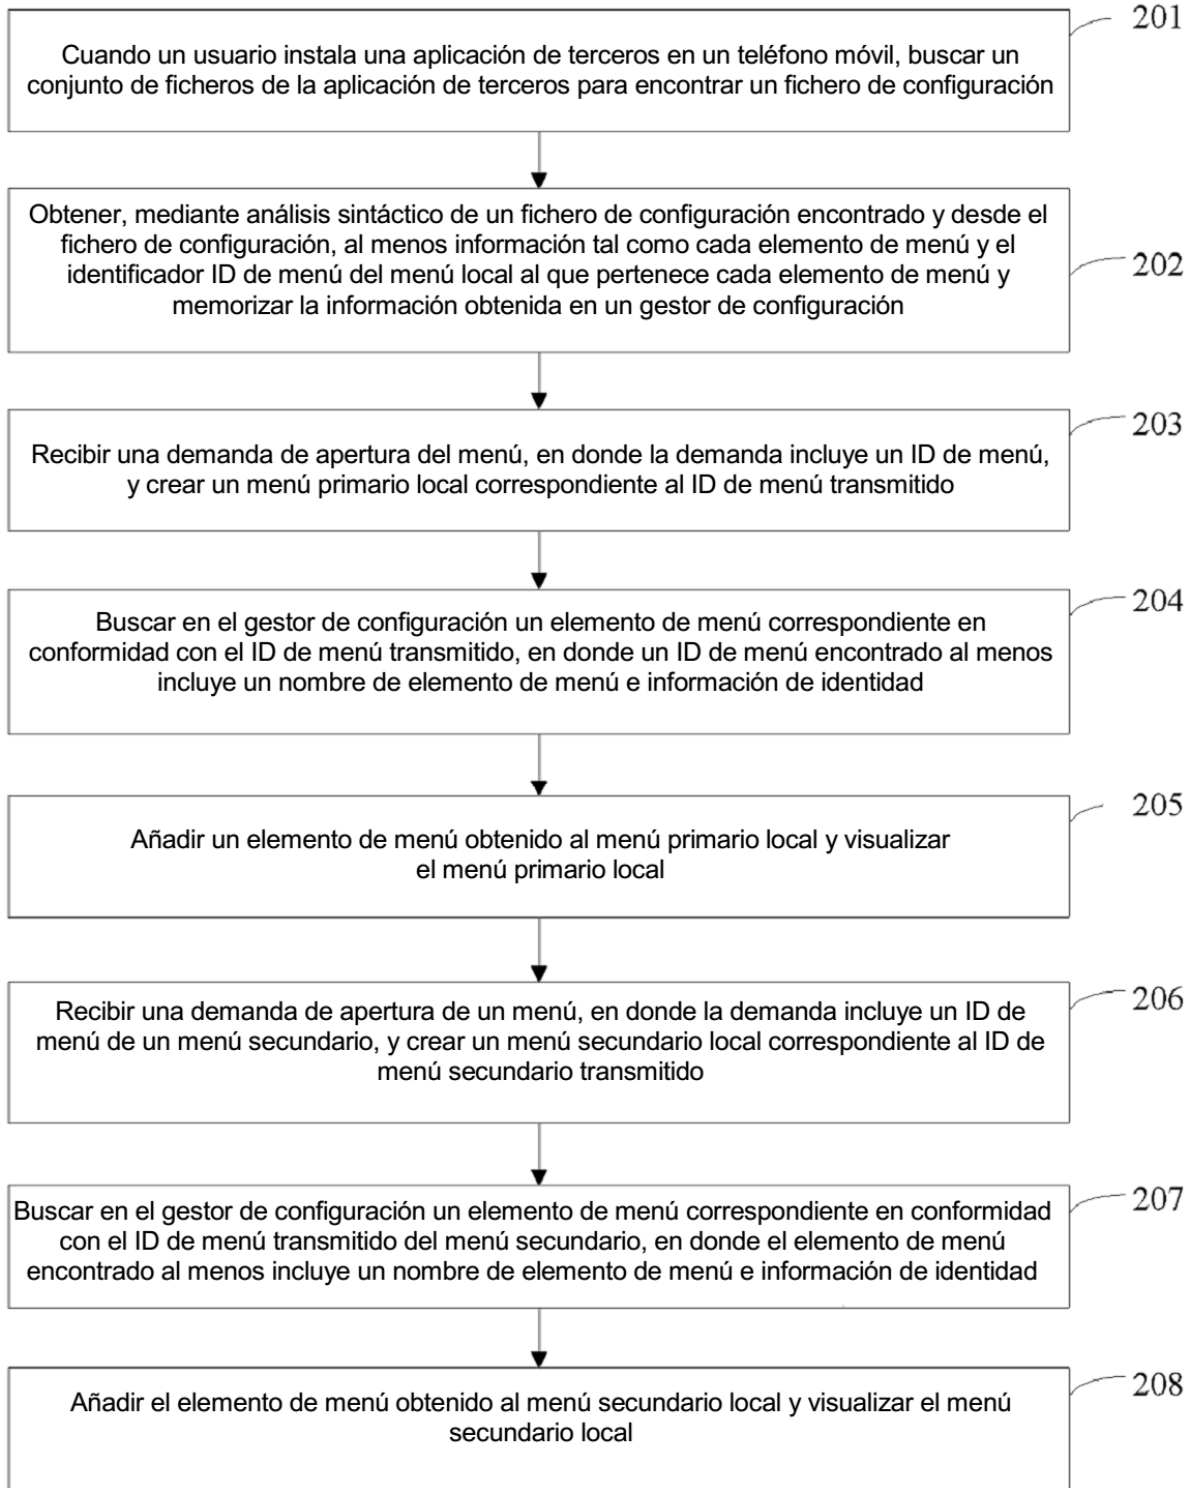 201
Cuando un usuario instala una aplicación de terceros en un teléfono móvil, buscar un
conjunto de ficheros de la aplicación de terceros para encontrar un fichero de configuración
Obtener, mediante análisis sintáctico de un fichero de configuración encontrado y desde el
fichero de configuración, al menos información tal como cada elemento de menú y el
identificador ID de menú del menú local al que pertenece cada elemento de menú y
memorizar la información obtenida en un gestor de configuración
202
203
Recibir una demanda de apertura del menú, en donde la demanda incluye un ID de menú,
y crear un menú primario local correspondiente al ID de menú transmitido
204
Buscar en el gestor de configuración un elemento de menú correspondiente en
conformidad con el ID de menú transmitido, en donde un ID de menú encontrado al menos
incluye un nombre de elemento de menú e información de identidad
205
Añadir un elemento de menú obtenido al menú primario local y visualizar
el menú primario local
206
Recibir una demanda de apertura de un menú, en donde la demanda incluye un ID de
menú de un menú secundario, y crear un menú secundario local correspondiente al ID de
menú secundario transmitido
207
Buscar en el gestor de configuración un elemento de menú correspondiente en conformidad
con el ID de menú transmitido del menú secundario, en donde el elemento de menú
encontrado al menos incluye un nombre de elemento de menú e información de identidad
208
Añadir el elemento de menú obtenido al menú secundario local y visualizar el menú
secundario local